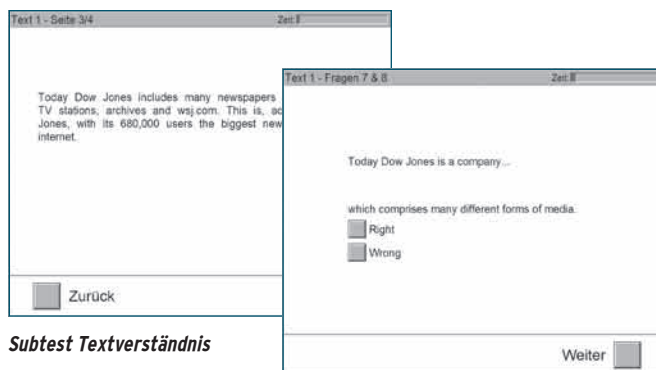 Text 1 - Seite 3/4 Zeit:
Today Dow Jones includes many newspapers
TV stations, archives and wsj.com. This is,
Jones, with its 680,000 users the biggest
internet.
Zurück
Text 1 - Fragen 7 & 8 Zeit:
Today Dow Jones is a company...
which comprises many different forms of media.
Right
Wrong
Weiter
Subtest Textverständnis